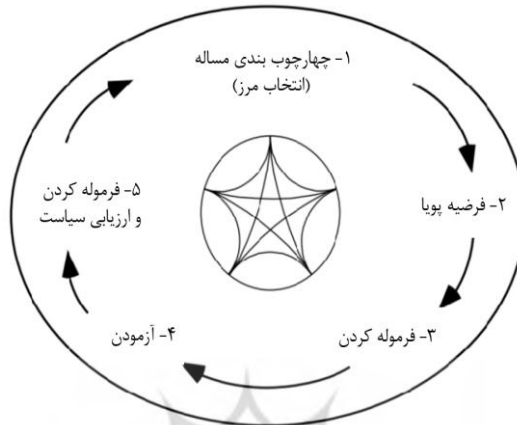 ۱- چهارچوب بندی مساله
(انتخاب مرز)
۲- فرضیه پویا
۳- فرموله کردن
۴- آزمودن
۵- فرموله کردن
و ارزیابی سیاست